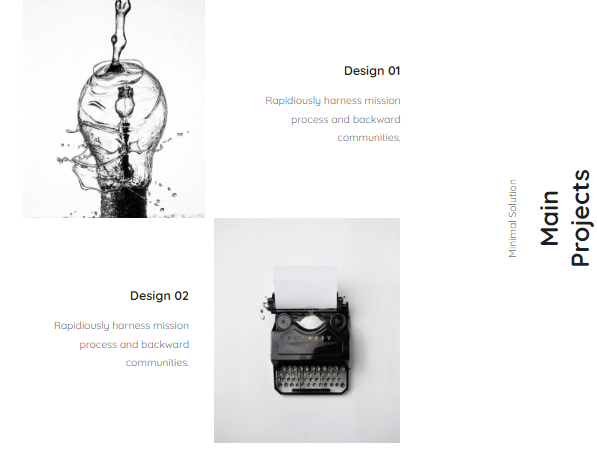 Design 01
Rapidiously harness mission
process and backward
communities.
Minimal Solution
Main
Projects
Design 02
Rapidiously harness mission
process and backward
communities.